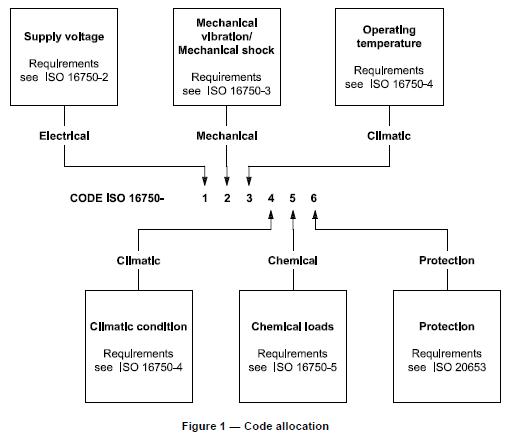 Supply voltage
Requirements
see ISO 16750-2
Mechanical
vibration/
Mechanical shock
Requirements
see ISO 16750-3
Operating
temperature
Requirements
see ISO 16750-4
Electrical
Mechanical
Climatic
CODE ISO 16750- 1 2 3 4 5 6
Climatic
Chemical
Protection
Climatic condition
Requirements
see ISO 16750-4
Chemical loads
Requirements
see ISO 16750-5
Protection
Requirements
see ISO 20653
Figure 1 — Code allocation